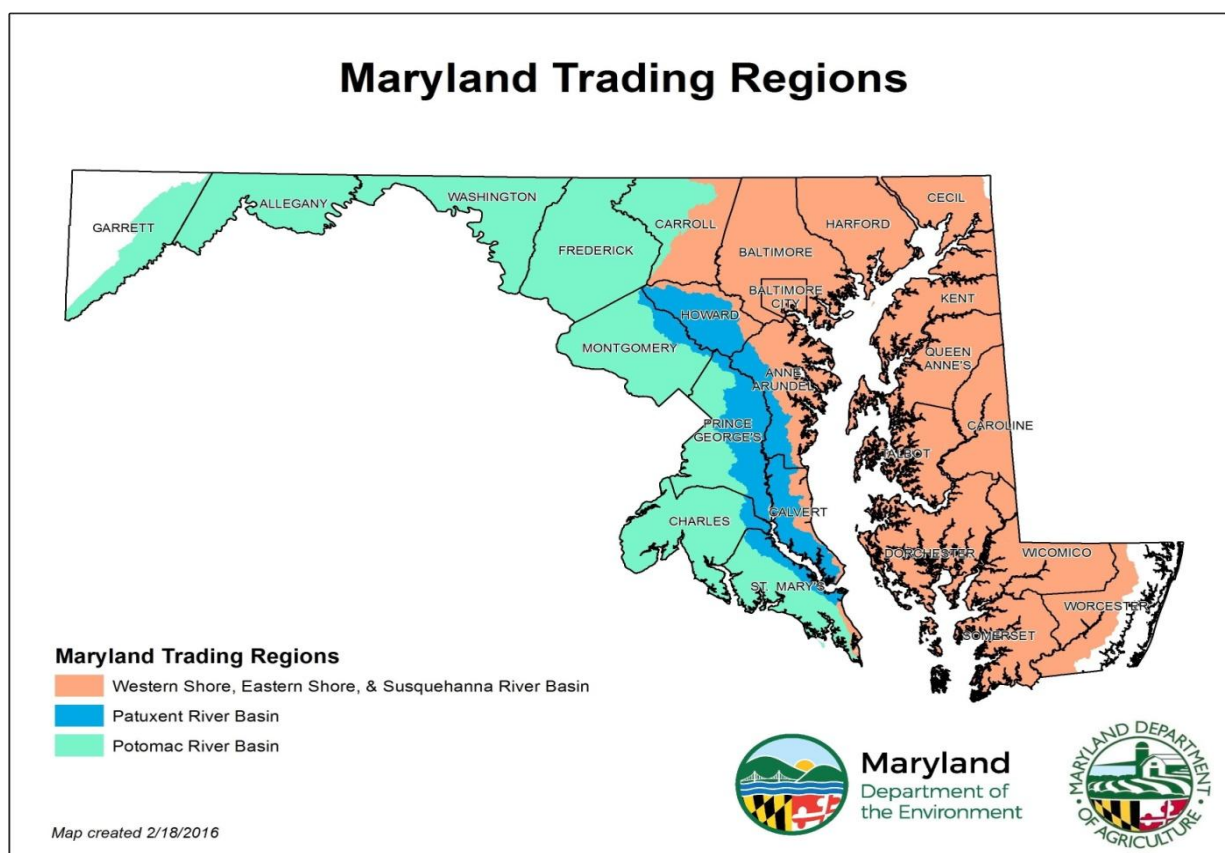 Maryland Trading Regions
GARRETT
ALLEGANY
WASHINGTON
FREDERICK
CARROLL
BALTIMORE
HARFORD
CECIL
BALTIMORE
CITY
KENT
HOWARD
MONTGOMERY
QUEEN
ANNE'S
ANNE
ARUNDEL
PRINCE
GEORGE'S
CAROLINE
TALBOT
CHARLES
CALVERT
DORCHESTER
WICOMICO
ST. MARY'S
WORCESTER
SOMERSET
Maryland Trading Regions
Western Shore, Eastern Shore, & Susquehanna River Basin
Patuxent River Basin
Potomac River Basin
Map created 2/18/2016
Maryland
Department of
the Environment
MARYLAND DEPARTMENT
OF AGRICULTURE